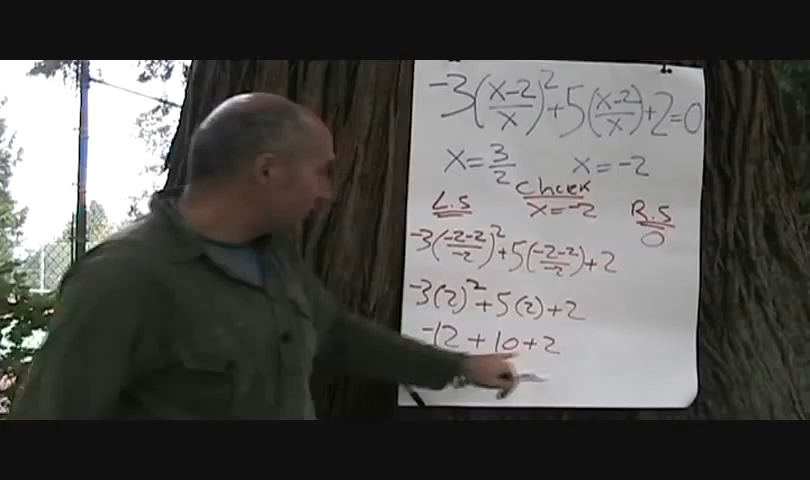 -3(x-2/x)²+5(x-2/x)+2=0
x=3/2 x=-2
Check
L.S x=-2 R.S
-3(-2-2/-2)²+5(-2-2/-2)+2 0
-3(2)²+5(2)+2
-12+10+2